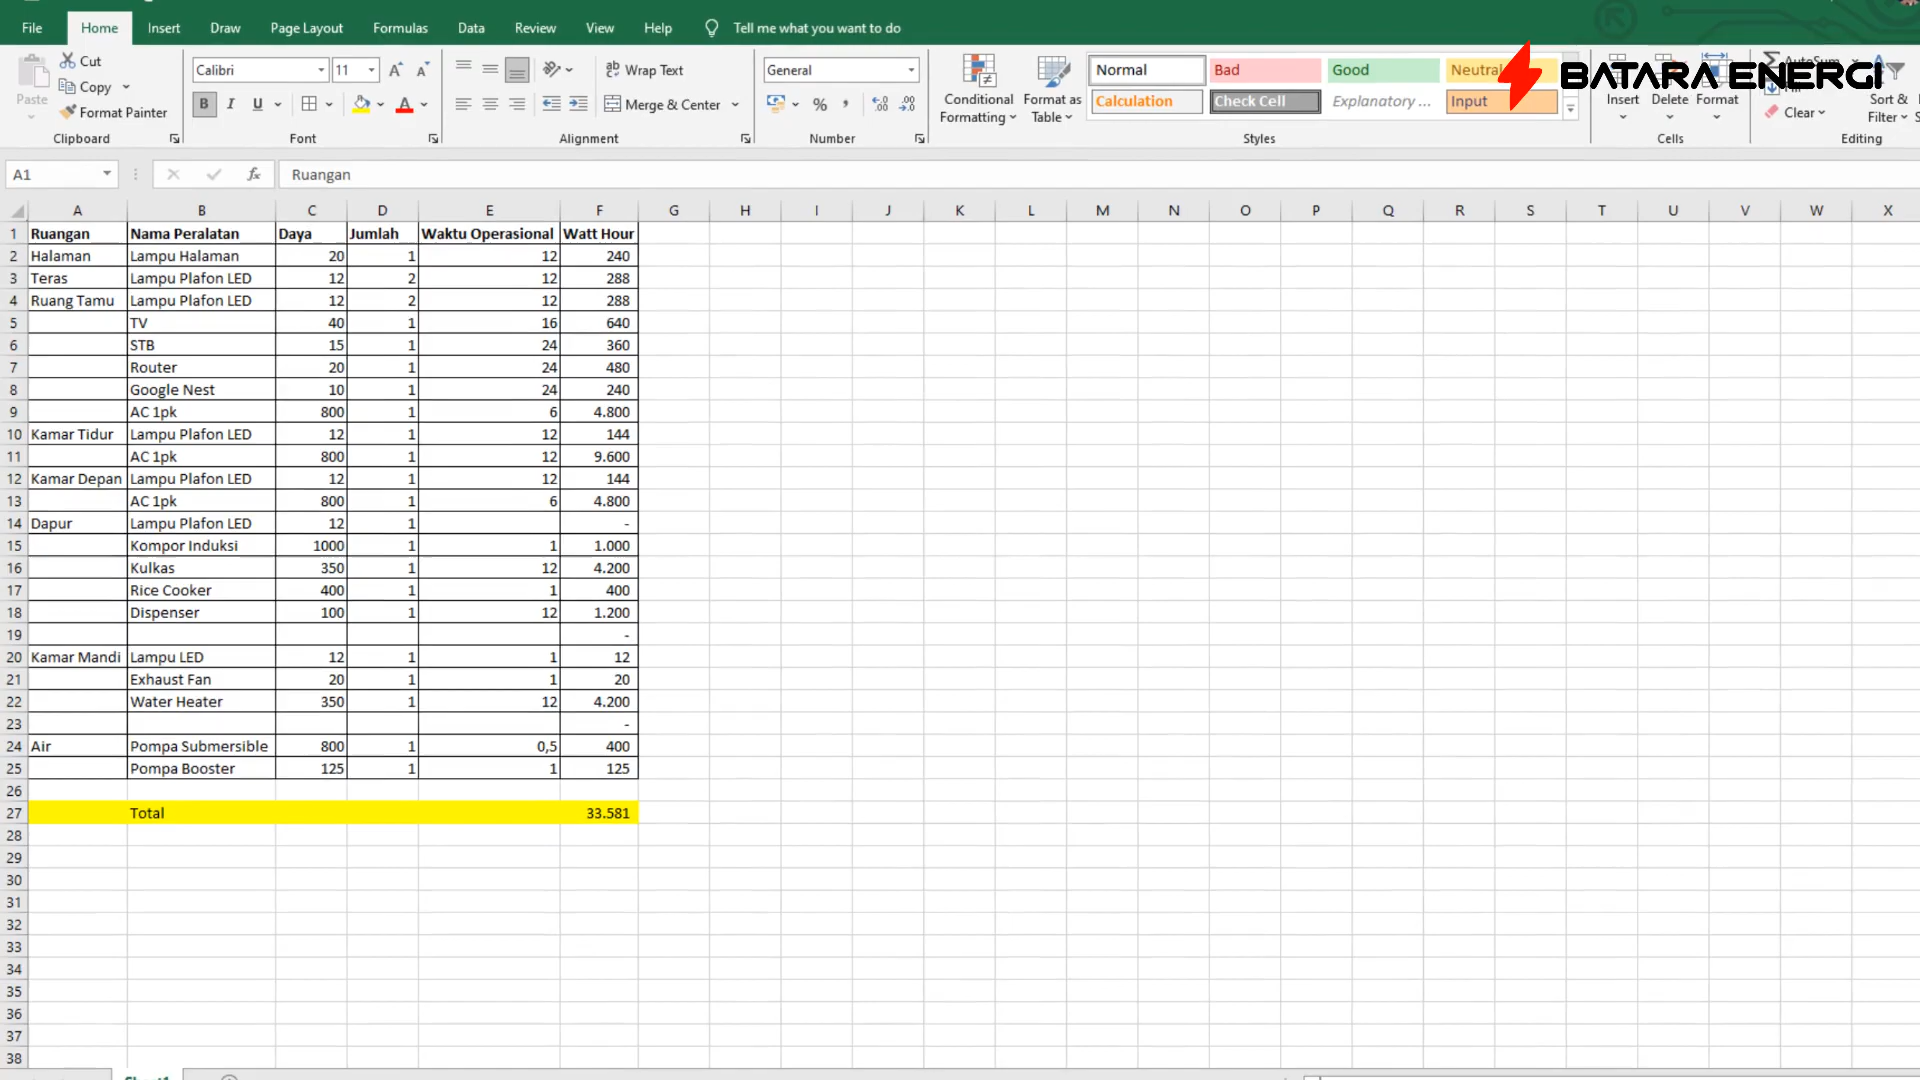 File Home Insert Draw Page Layout Formulas Data Review View Help Tell me what you want to do
BATARA ENERGI
Paste Cut Copy Format Painter Clipboard
Calibri 11 B I U Font
Wrap Text Merge & Center Alignment
General % Number
Conditional Formatting Format as Table
Normal Bad Good Neutral
Calculation Check Cell Explanatory ... Input
Styles
Insert Delete Format Cells
AutoSum Clear Sort & Filter Editing
A1 fx Ruangan
A B C D E F G H I J K L M N O P Q R S T U V W X
1 Ruangan Nama Peralatan Daya Jumlah Waktu Operasional Watt Hour
2 Halaman Lampu Halaman 20 1 12 240
3 Teras Lampu Plafon LED 12 2 12 288
4 Ruang Tamu Lampu Plafon LED 12 2 12 288
5 TV 40 1 16 640
6 STB 15 1 24 360
7 Router 20 1 24 480
8 Google Nest 10 1 24 240
9 AC 1pk 800 1 6 4.800
10 Kamar Tidur Lampu Plafon LED 12 1 12 144
11 AC 1pk 800 1 12 9.600
12 Kamar Depan Lampu Plafon LED 12 1 12 144
13 AC 1pk 800 1 6 4.800
14 Dapur Lampu Plafon LED 12 1 -
15 Kompor Induksi 1000 1 1 1.000
16 Kulkas 350 1 12 4.200
17 Rice Cooker 400 1 1 400
18 Dispenser 100 1 12 1.200
19 -
20 Kamar Mandi Lampu LED 12 1 1 12
21 Exhaust Fan 20 1 1 20
22 Water Heater 350 1 12 4.200
23 -
24 Air Pompa Submersible 800 1 0,5 400
25 Pompa Booster 125 1 1 125
26
27 Total 33.581
28
29
30
31
32
33
34
35
36
37
38
Sheet1